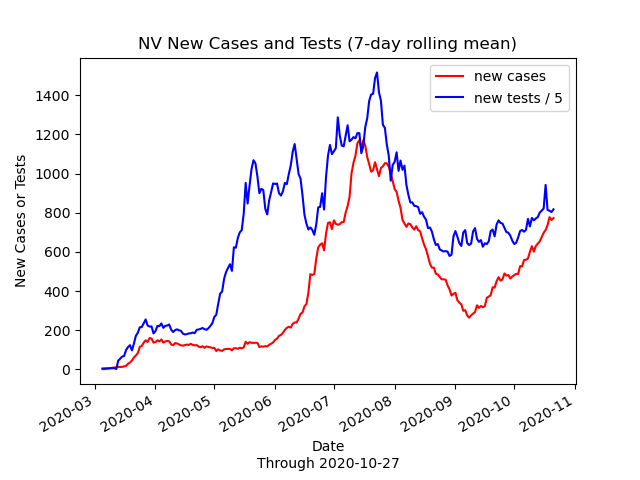 NV New Cases and Tests (7-day rolling mean)
new cases
new tests / 5
New Cases or Tests
1400
1200
1000
800
600
400
200
0
2020-03
2020-04
2020-05
2020-06
2020-07
2020-08
2020-09
2020-10
2020-11
Date
Through 2020-10-27